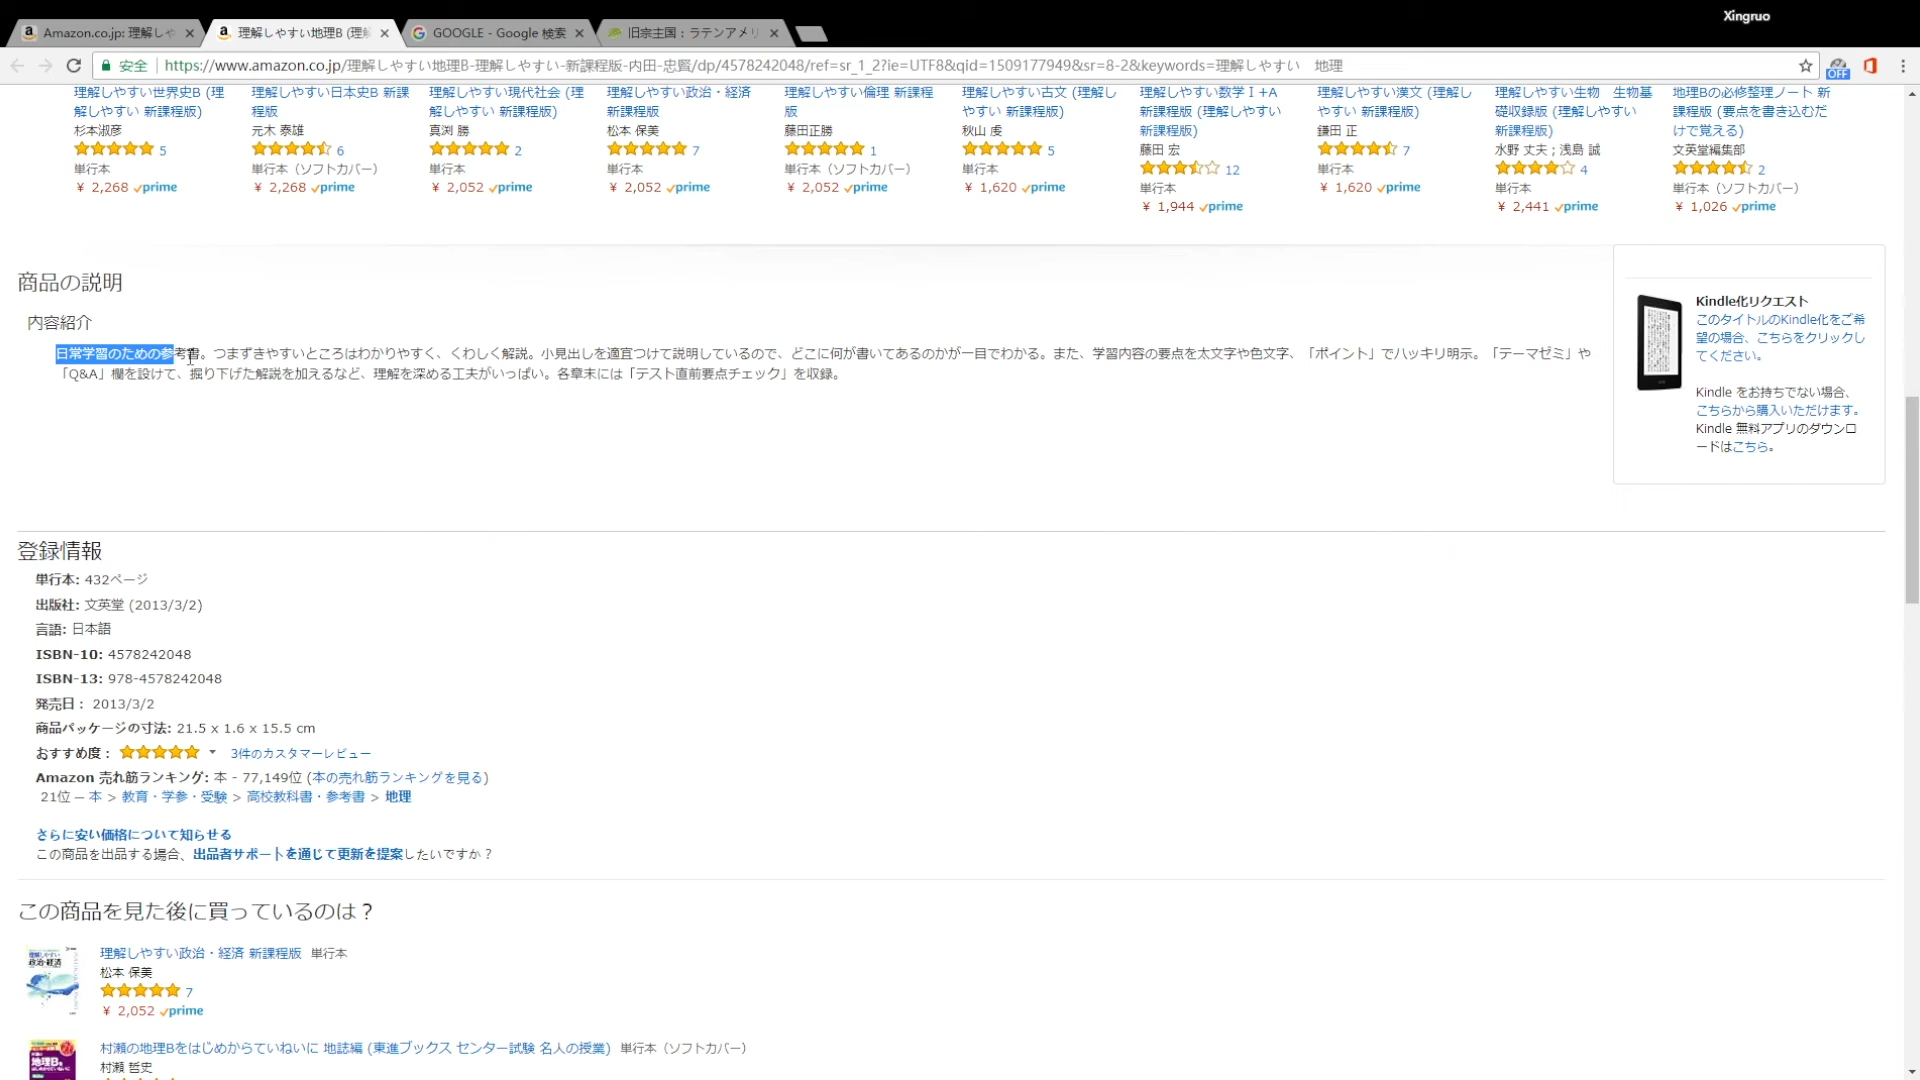 Xingruo
Amazon.co.jp: 理解しや
理解しやすい地理B (理解
GOOGLE - Google 検索
旧宗主国：ラテンアメリ
安全
https://www.amazon.co.jp/理解しやすい地理B-理解しやすい-新課程版-内田-忠賢/dp/4578242048/ref=sr_1_2?ie=UTF8&qid=1509177949&sr=8-2&keywords=理解しやすい　地理
OFF
理解しやすい世界史B (理解しやすい 新課程版)
杉本淑彦
5
単行本
￥ 2,268 prime
理解しやすい日本史B 新課程版
元木 泰雄
6
単行本（ソフトカバー）
￥ 2,268 prime
理解しやすい現代社会 (理解しやすい 新課程版)
真渕 勝
2
単行本
￥ 2,052 prime
理解しやすい政治・経済 新課程版
松本 保美
7
単行本
￥ 2,052 prime
理解しやすい倫理 新課程版
藤田正勝
1
単行本（ソフトカバー）
￥ 2,052 prime
理解しやすい古文 (理解しやすい 新課程版)
秋山 虔
5
単行本
￥ 1,620 prime
理解しやすい数学Ⅰ+A 新課程版 (理解しやすい 新課程版)
藤田 宏
12
単行本
￥ 1,944 prime
理解しやすい漢文 (理解しやすい 新課程版)
鎌田 正
7
単行本
￥ 1,620 prime
理解しやすい生物　生物基礎収録版 (理解しやすい 新課程版)
水野 丈夫 ; 浅島 誠
4
単行本
￥ 2,441 prime
地理Bの必修整理ノート 新課程版 (要点を書き込むだけで覚える)
文英堂編集部
2
単行本（ソフトカバー）
￥ 1,026 prime
商品の説明
内容紹介
日常学習のための参考書。つまずきやすいところはわかりやすく、くわしく解説。小見出しを適宜つけて説明しているので、どこに何が書いてあるのかが一目でわかる。また、学習内容の要点を太文字や色文字、「ポイント」でハッキリ明示。「テーマゼミ」や
「Q&A」欄を設けて、掘り下げた解説を加えるなど、理解を深める工夫がいっぱい。各章末には「テスト直前要点チェック」を収録。
Kindle化リクエスト
このタイトルのKindle化をご希
望の場合、こちらをクリックし
てください。
Kindle をお持ちでない場合、
こちらから購入いただけます。
Kindle 無料アプリのダウンロ
ードはこちら。
登録情報
単行本: 432ページ
出版社: 文英堂 (2013/3/2)
言語: 日本語
ISBN-10: 4578242048
ISBN-13: 978-4578242048
発売日： 2013/3/2
商品パッケージの寸法: 21.5 x 1.6 x 15.5 cm
おすすめ度： 3件のカスタマーレビュー
Amazon 売れ筋ランキング: 本 - 77,149位 (本の売れ筋ランキングを見る)
21位 ─ 本 > 教育・学参・受験 > 高校教科書・参考書 > 地理
さらに安い価格について知らせる
この商品を出品する場合、出品者サポートを通じて更新を提案したいですか？
この商品を見た後に買っているのは？
政治・経済
理解しやすい政治・経済 新課程版 単行本
松本 保美
7
￥ 2,052 prime
地理B
村瀬の地理Bをはじめからていねいに 地誌編 (東進ブックス センター試験 名人の授業) 単行本（ソフトカバー）
村瀬 哲史